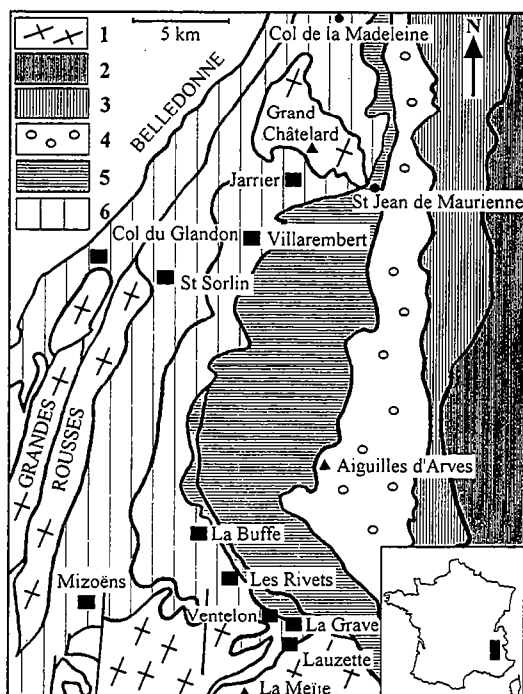 1
2
3
4
5
6
5 km
Col de la Madeleine
N
BELLEDONNE
Grand
Châtelard
Jarrier
St Jean de Maurienne
Col du Glandon
Villarembert
St Sorlin
GRANDES
ROUSSES
Aiguilles d'Arves
La Buffe
Mizoëns
Les Rivets
Ventelon
La Grave
Lauzette
La Meije